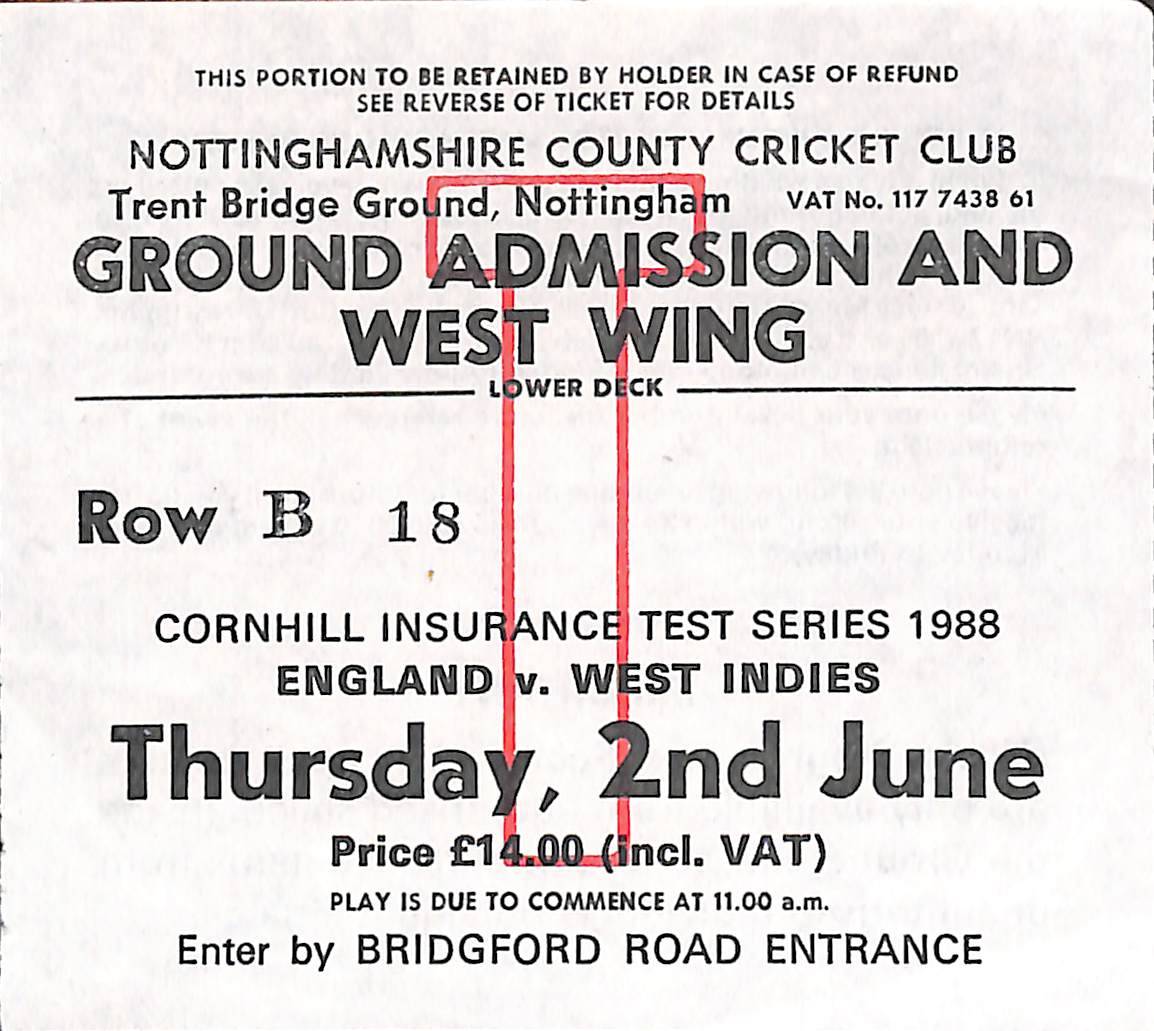 THIS PORTION TO BE RETAINED BY HOLDER IN CASE OF REFUND
SEE REVERSE OF TICKET FOR DETAILS
NOTTINGHAMSHIRE COUNTY CRICKET CLUB
Trent Bridge Ground, Nottingham VAT No. 117 7438 61
GROUND ADMISSION AND
WEST WING
LOWER DECK
Row B 18
CORNHILL INSURANCE TEST SERIES 1988
ENGLAND v. WEST INDIES
Thursday, 2nd June
Price £14.00 (incl. VAT)
PLAY IS DUE TO COMMENCE AT 11.00 a.m.
Enter by BRIDGFORD ROAD ENTRANCE